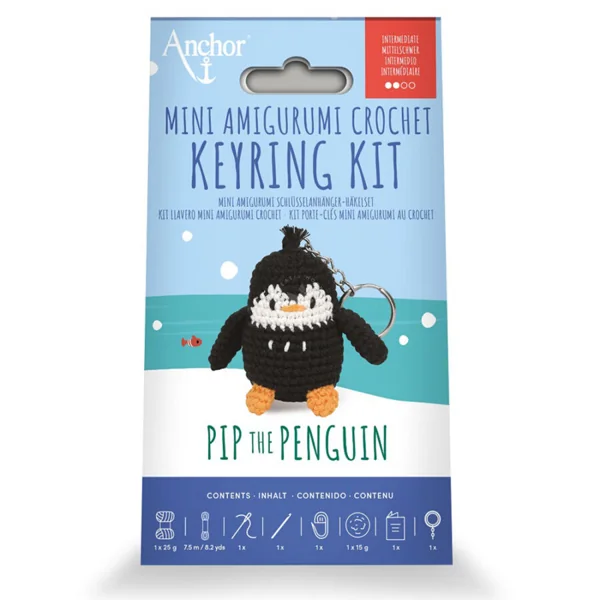 Anchor
INTERMEDIATE
MITTELSCHWER
INTERMEDIO
INTERMÉDIAIRE
MINI AMIGURUMI CROCHET
KEYRING KIT
MINI AMIGURUMI SCHLÜSSELANHÄNGER-HÄKELSET
KIT LLAVERO MINI AMIGURUMI CROCHET · KIT PORTE-CLÉS MINI AMIGURUMI AU CROCHET
PIP THE PENGUIN
CONTENTS · INHALT · CONTENIDO · CONTENU
1 x 25 g 7.5 m / 8.2 yds 1x 1x 1x 1 x 15 g 1x 1x